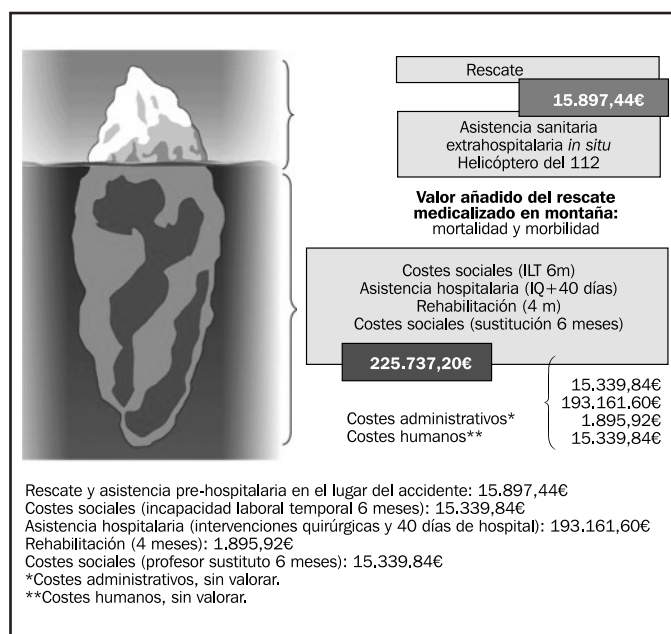 Rescate
15.897,44€
Asistencia sanitaria
extrahospitalaria in situ
Helicóptero del 112
Valor añadido del rescate
medicalizado en montaña:
mortalidad y morbilidad
Costes sociales (ILT 6m)
Asistencia hospitalaria (IQ+40 días)
Rehabilitación (4 m)
Costes sociales (sustitución 6 meses)
225.737,20€
15.339,84€
193.161.60€
1.895,92€
15.339,84€
Costes administrativos*
Costes humanos**
Rescate y asistencia pre-hospitalaria en el lugar del accidente: 15.897,44€
Costes sociales (incapacidad laboral temporal 6 meses): 15.339,84€
Asistencia hospitalaria (intervenciones quirúrgicas y 40 días de hospital): 193.161,60€
Rehabilitación (4 meses): 1.895,92€
Costes sociales (profesor sustituto 6 meses): 15.339.84€
*Costes administrativos, sin valorar.
**Costes humanos, sin valorar.